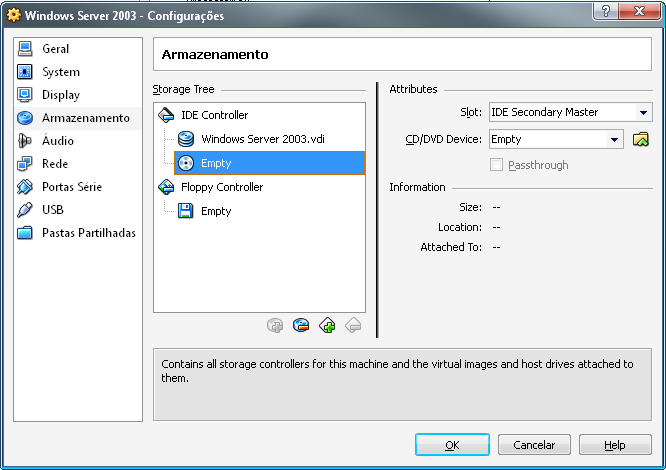 Windows Server 2003 - Configurações
Geral
System
Display
Armazenamento
Áudio
Rede
Portas Série
USB
Pastas Partilhadas
Armazenamento
Storage Tree
IDE Controller
Windows Server 2003.vdi
Empty
Floppy Controller
Empty
Attributes
Slot: IDE Secondary Master
CD/DVD Device: Empty
Passthrough
Information
Size: --
Location: --
Attached To: --
Contains all storage controllers for this machine and the virtual images and host drives attached to
them.
OK
Cancelar
Help